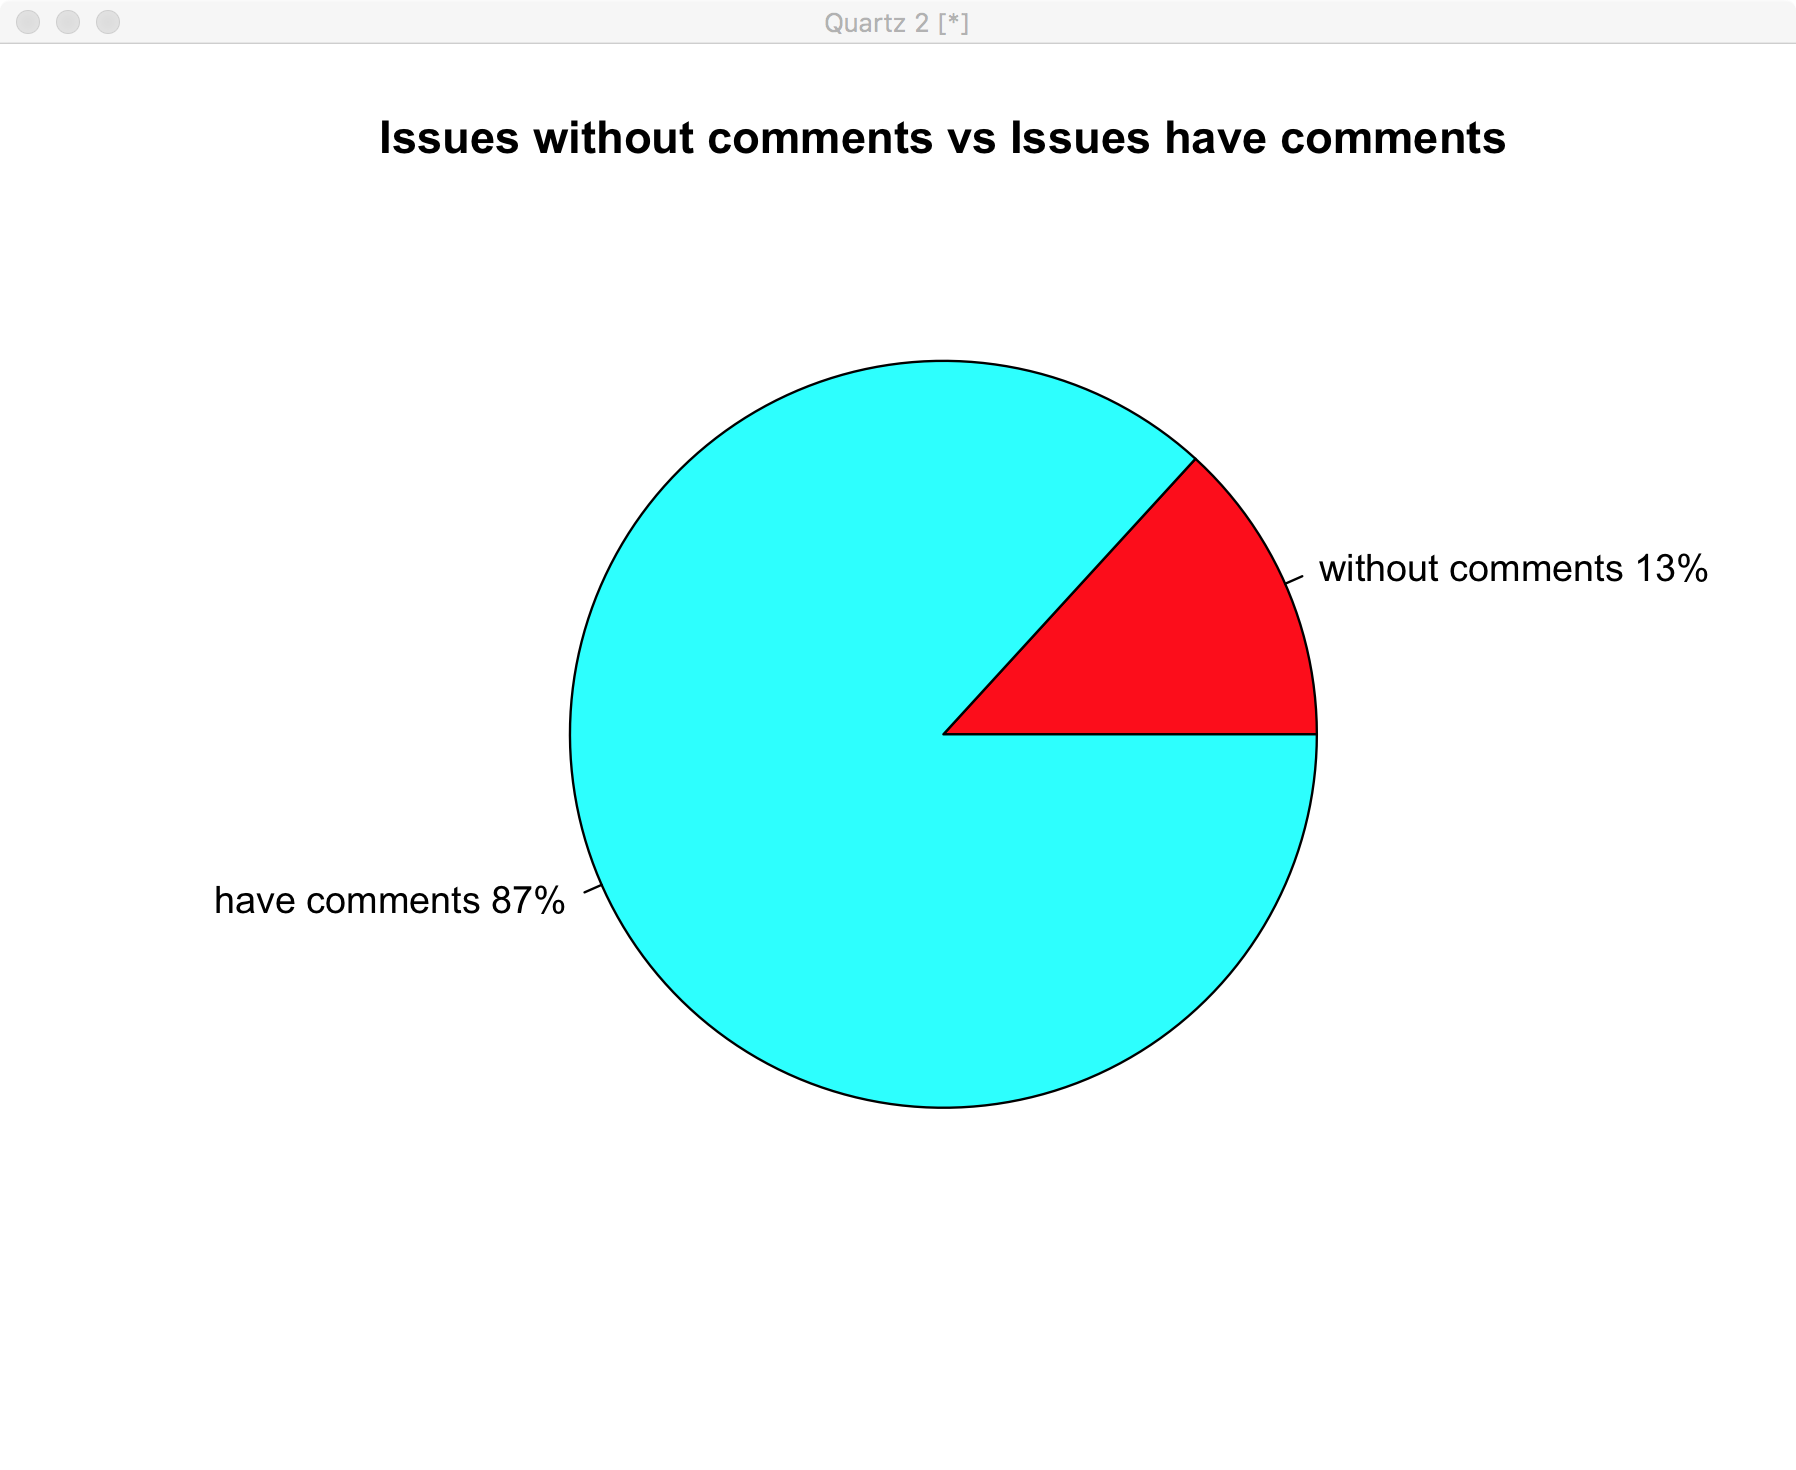 Quartz 2 [*]
Issues without comments vs Issues have comments
without comments 13%
have comments 87%